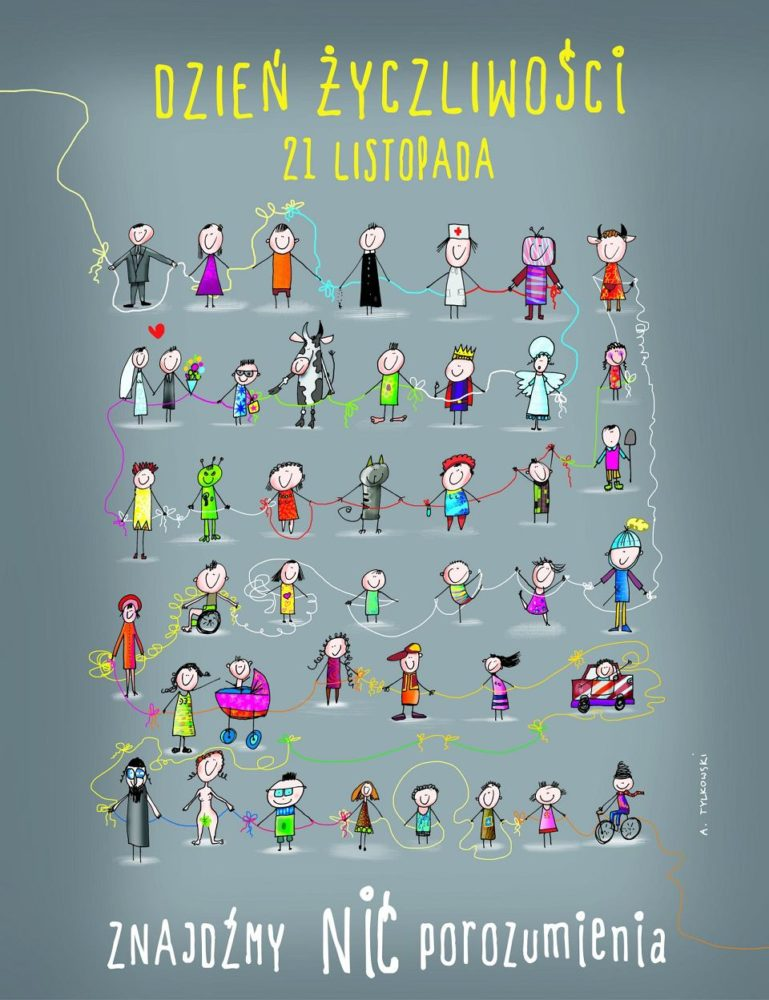 DZIEŃ ŻYCZLIWOŚCI
21 LISTOPADA
A. TYLKOWSKI
ZNAJDŹMY NIĆ porozumienia